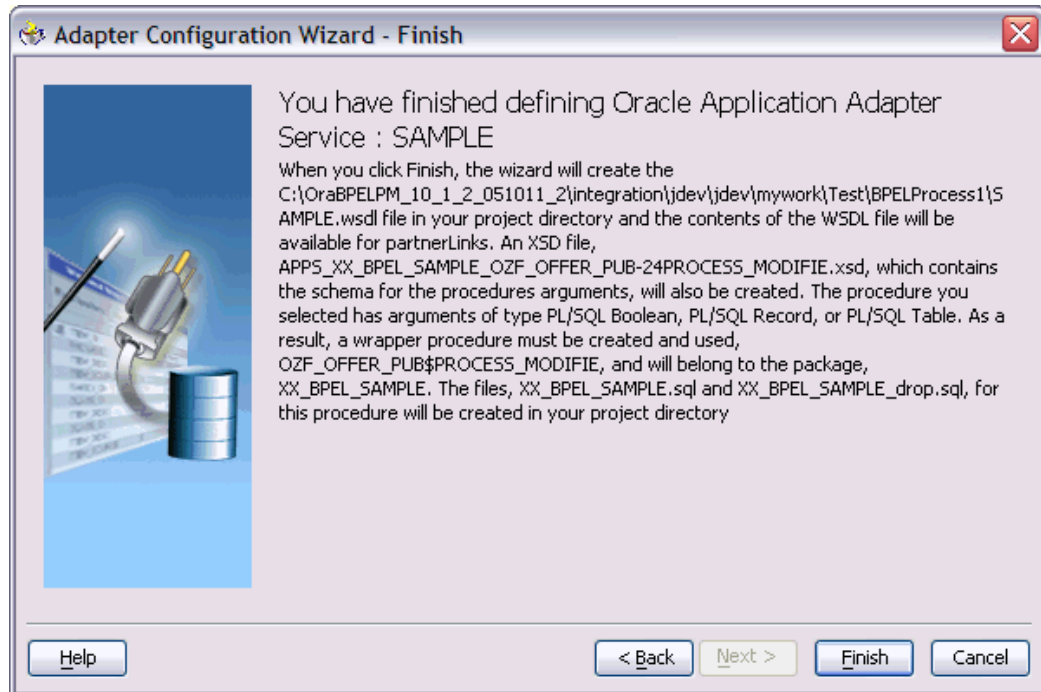 Adapter Configuration Wizard - Finish
You have finished defining Oracle Application Adapter
Service : SAMPLE
When you click Finish, the wizard will create the
C:\OraBPELPM_10_1_2_051011_2\integration\jdev\jdev\mywork\Test\BPELProcess1\S
AMPLE.wsdl file in your project directory and the contents of the WSDL file will be
available for partnerLinks. An XSD file,
APPS_XX_BPEL_SAMPLE_OZF_OFFER_PUB-24PROCESS_MODIFIE.xsd, which contains
the schema for the procedures arguments, will also be created. The procedure you
selected has arguments of type PL/SQL Boolean, PL/SQL Record, or PL/SQL Table. As a
result, a wrapper procedure must be created and used,
OZF_OFFER_PUB$PROCESS_MODIFIE, and will belong to the package,
XX_BPEL_SAMPLE. The files, XX_BPEL_SAMPLE.sql and XX_BPEL_SAMPLE_drop.sql, for
this procedure will be created in your project directory
Help < Back Next > Finish Cancel